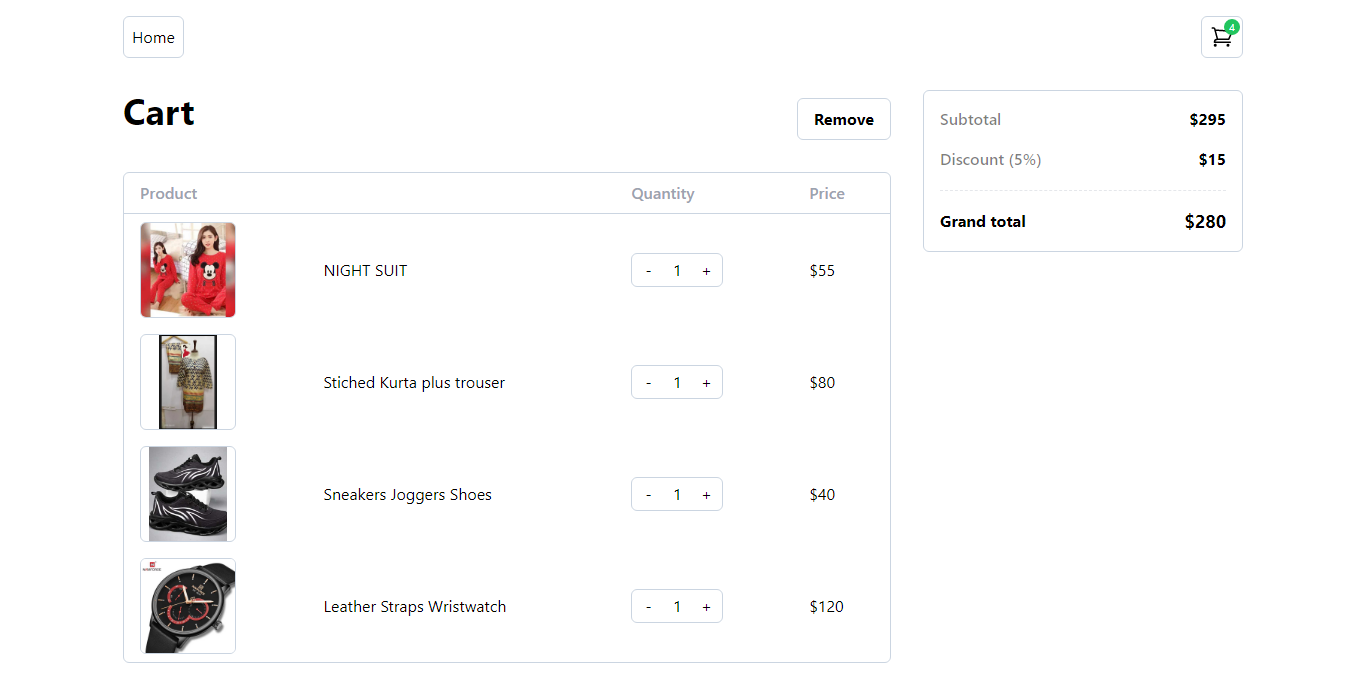 Home
4
Cart
Remove
Product Quantity Price
NIGHT SUIT - 1 + $55
Stiched Kurta plus trouser - 1 + $80
Sneakers Joggers Shoes - 1 + $40
Leather Straps Wristwatch - 1 + $120
Subtotal $295
Discount (5%) $15
Grand total $280